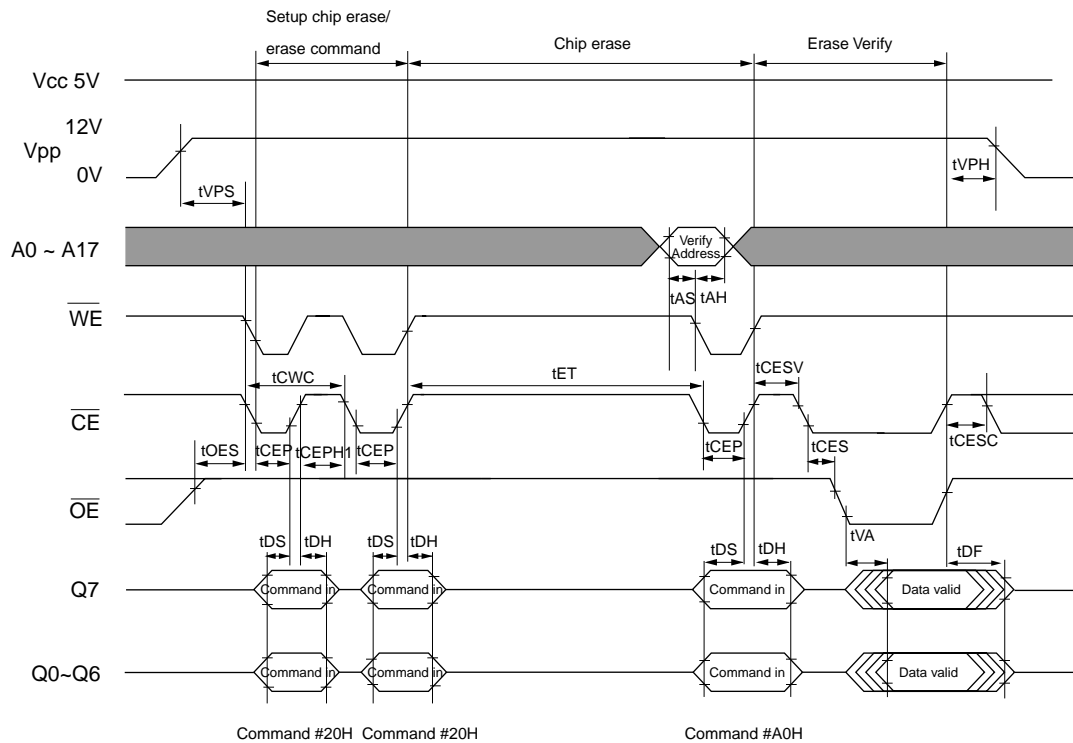 Setup chip erase/
erase command
Chip erase
Erase Verify
Vcc 5V
12V
Vpp
0V
tVPS
tVPH
A0 ~ A17
Verify
Address
tAS
tAH
WE
tCWC
tET
tCESV
CE
tOES
tCEP
tCEPH1
tCEP
tCEP
tCES
tCESC
OE
tVA
tDS
tDH
tDS
tDH
tDS
tDH
tDF
Q7
Command in
Command in
Command in
Data valid
Q0~Q6
Command in
Command in
Command in
Data valid
Command #20H
Command #20H
Command #A0H